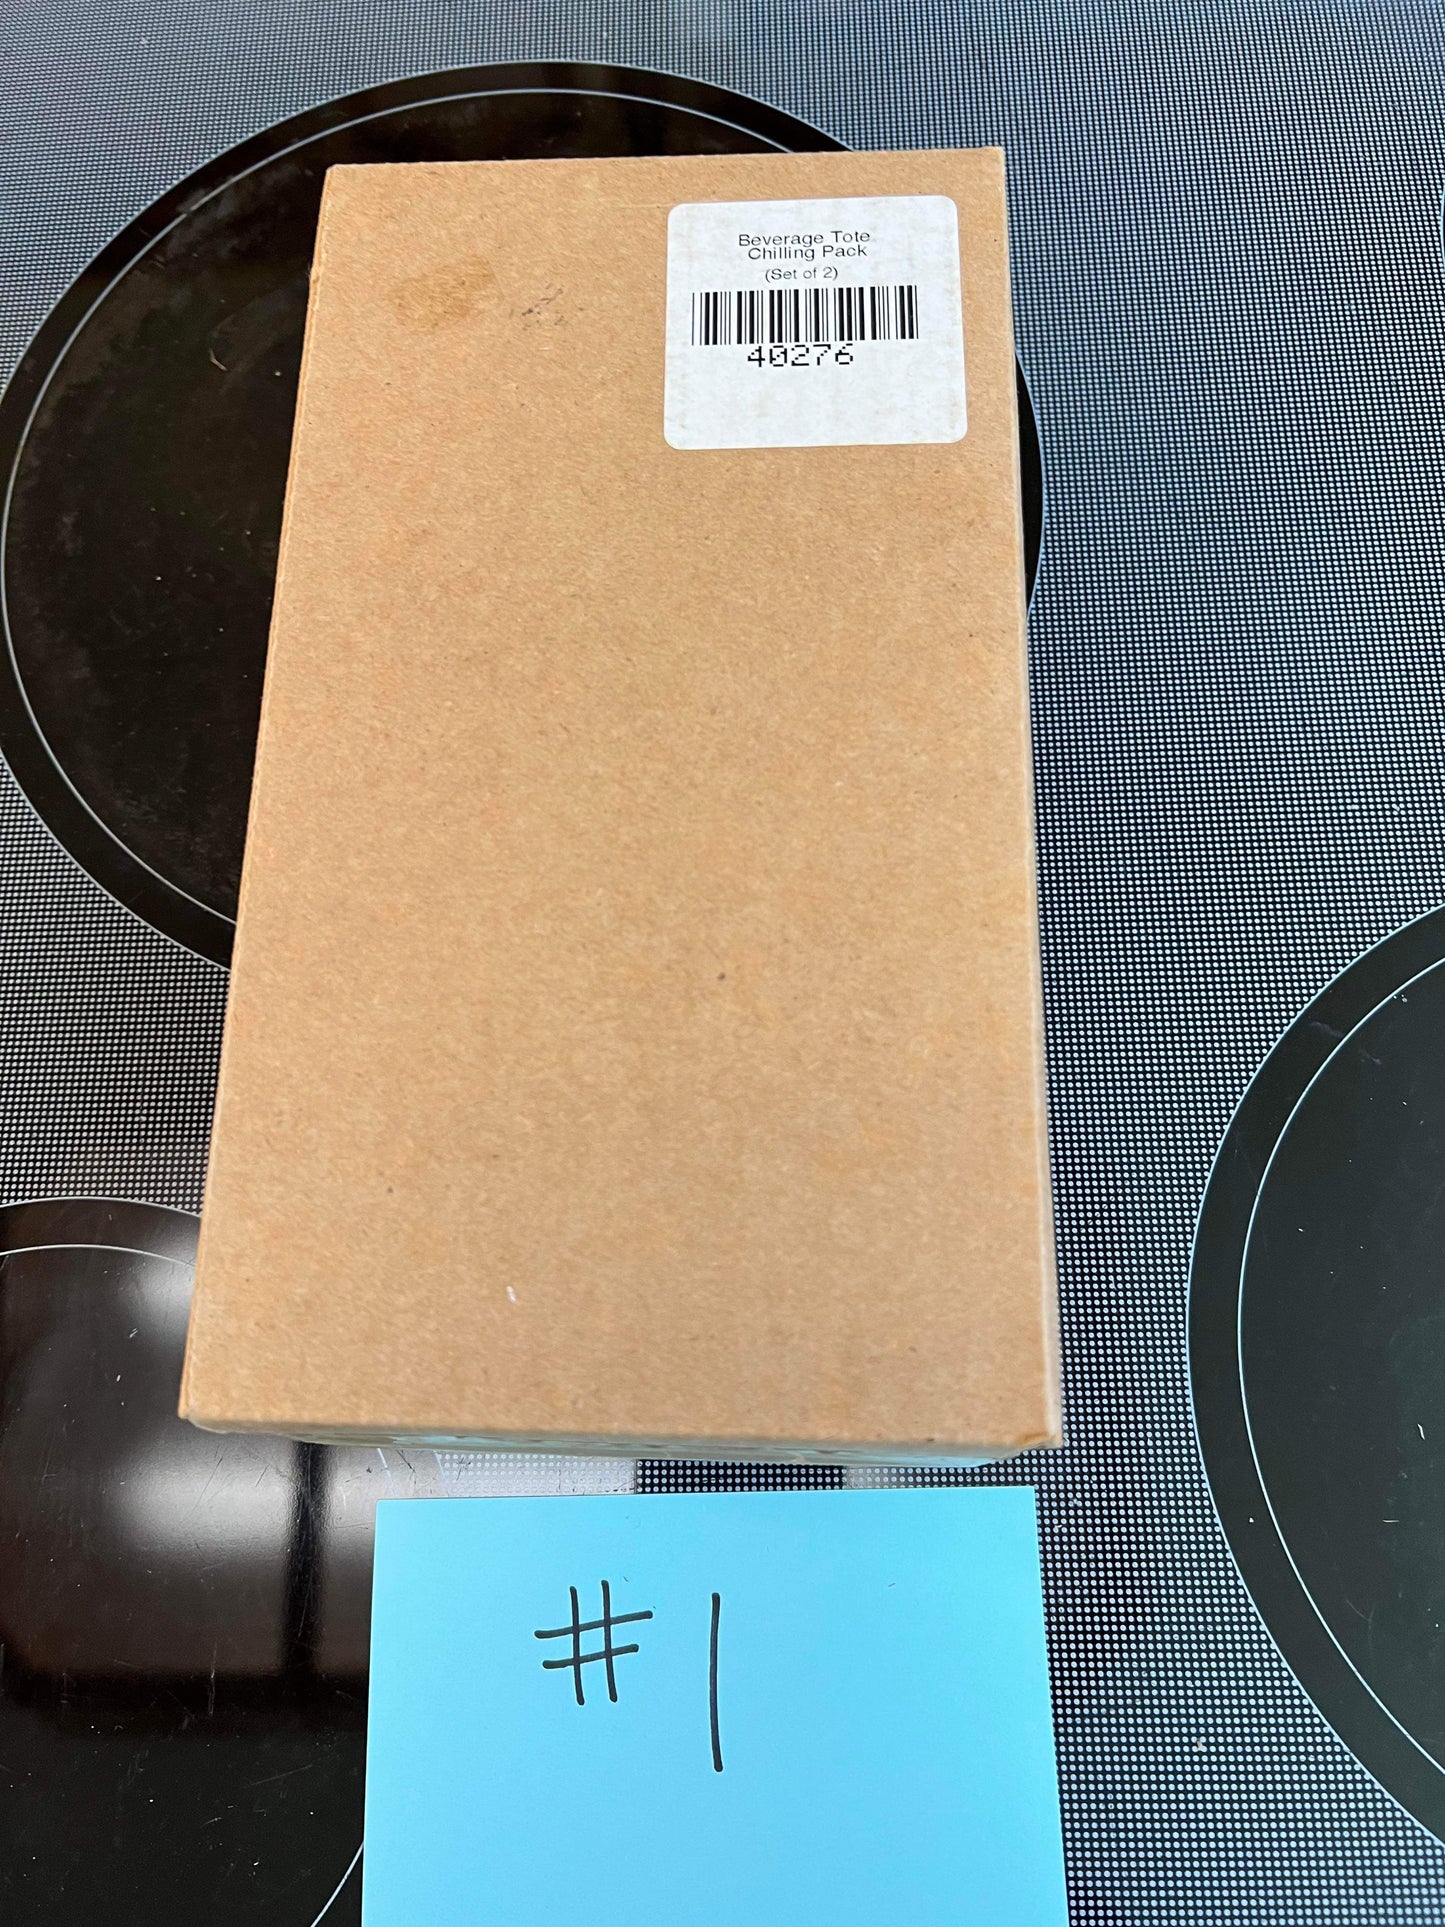 Beverage Tote
Chilling Pack
(Set of 2)
40276
#1